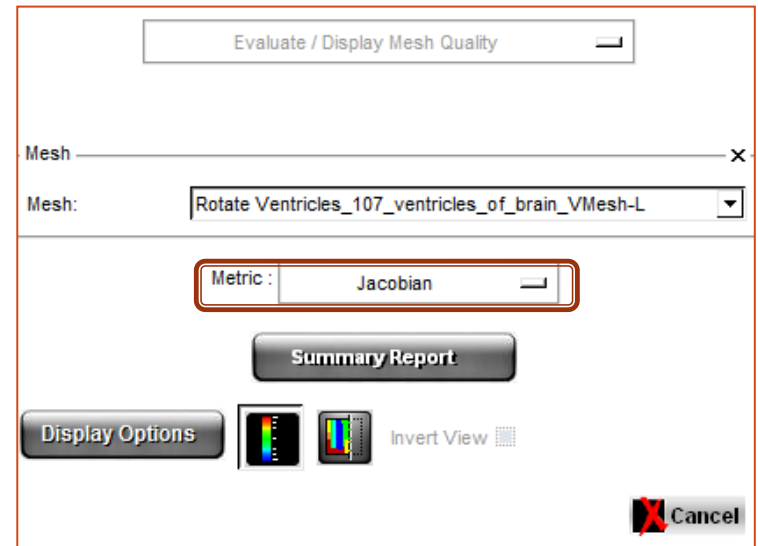 Evaluate / Display Mesh Quality
Mesh
Mesh: Rotate Ventricles_107_ventricles_of_brain_VMesh-L
Metric : Jacobian
Summary Report
Display Options Invert View
Cancel